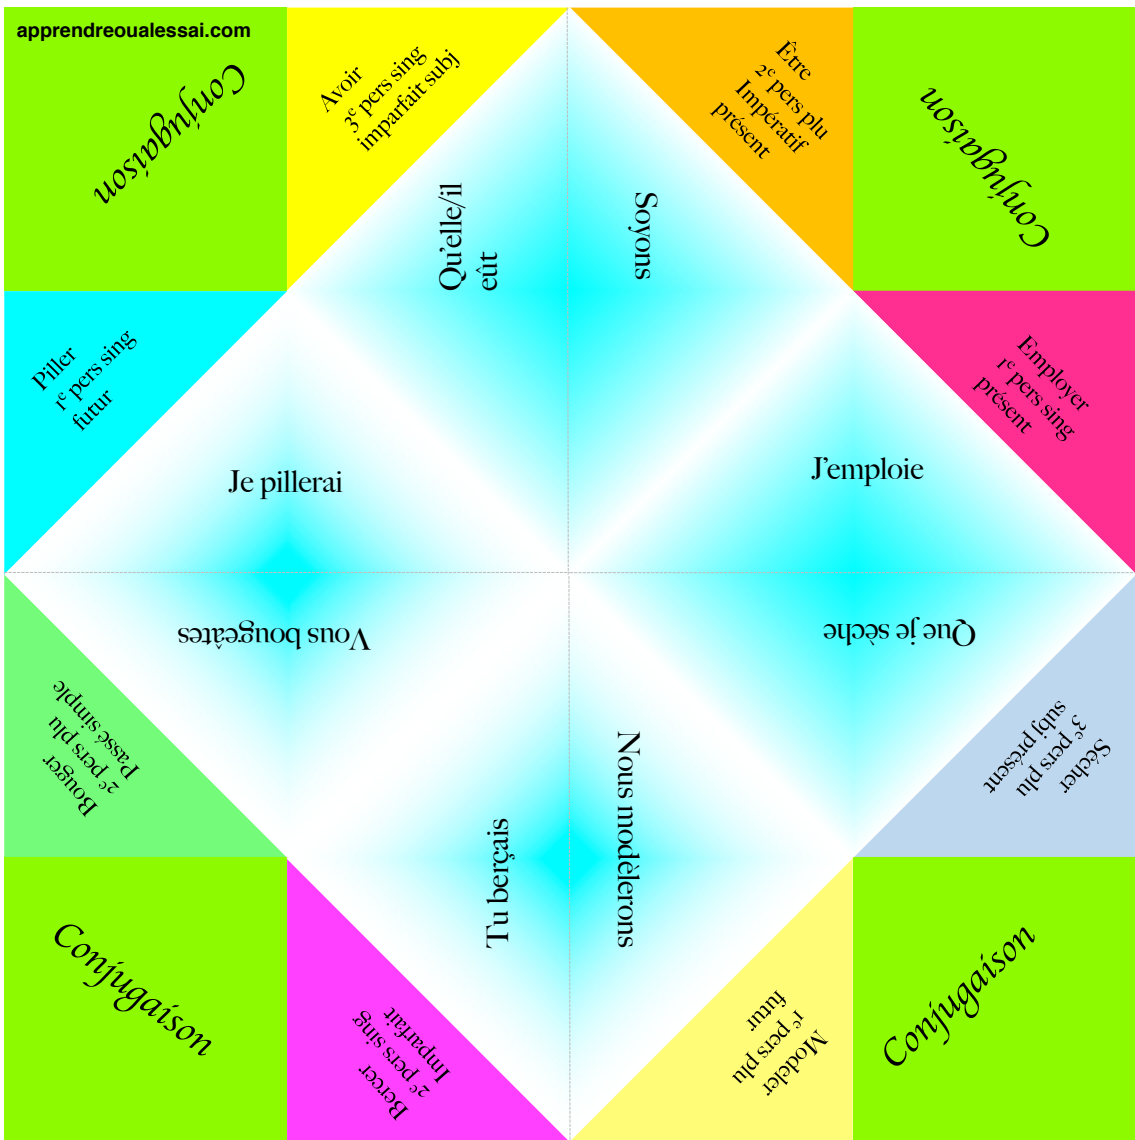 apprendreoualessai.com
Conjugaison
Avoir
3e pers sing
imparfait subj
Être
2e pers plu
Impératif
présent
Conjugaison
Qu'elle/il
eût
Soyons
Piller
1e pers sing
futur
Employer
1e pers sing
présent
Je pillerai
J'emploie
Vous bougeâtes
Que je sèche
Bouger
2e pers plu
Passé simple
Sécher
3e pers plu
subj présent
Tu berçais
Nous modèlerons
Conjugaison
Bercer
2e pers sing
Imparfait
Modeler
1e pers plu
futur
Conjugaison